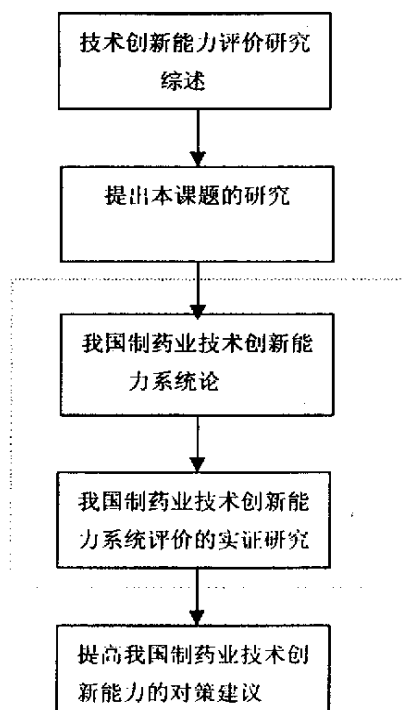 技术创新能力评价研究
综述
提出本课题的研究
我国制药业技术创新能
力系统论
我国制药业技术创新能
力系统评价的实证研究
提高我国制药业技术创
新能力的对策建议